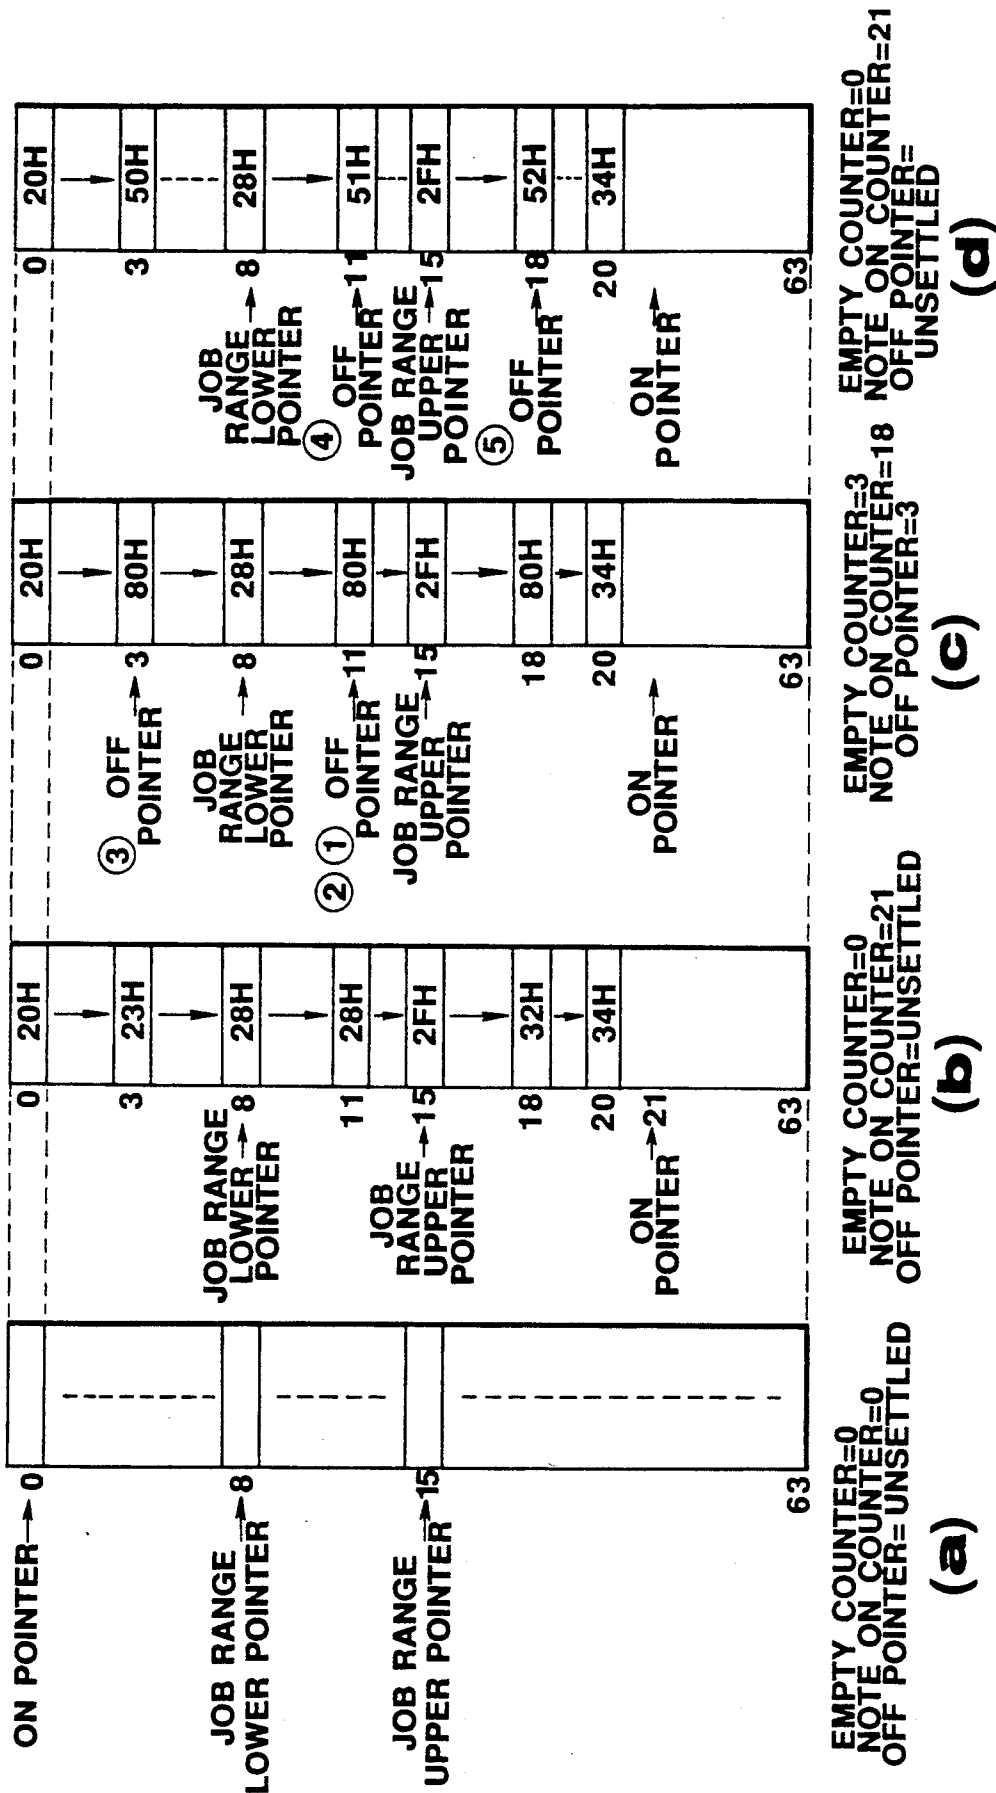 ON POINTER→ 0
JOB RANGE
LOWER POINTER → 8
JOB RANGE
UPPER POINTER → 15
63
EMPTY COUNTER=0
NOTE ON COUNTER=0
OFF POINTER= UNSETTLED
(a)
0 20H
3 23H
JOB RANGE
LOWER → 8 28H
POINTER
11 28H
JOB
RANGE
UPPER → 15 2FH
POINTER
18 32H
20 34H
ON
POINTER → 21
63
EMPTY COUNTER=0
NOTE ON COUNTER=21
OFF POINTER=UNSETTLED
(b)
0 20H
③ OFF
POINTER → 3 80H
JOB
RANGE
LOWER → 8 28H
POINTER
② ① OFF
POINTER → 11 80H
JOB RANGE
UPPER → 15 2FH
POINTER
18 80H
20 34H
ON
POINTER →
63
EMPTY COUNTER=3
NOTE ON COUNTER=18
OFF POINTER=3
(c)
0 20H
3 50H
JOB
RANGE
LOWER → 8 28H
POINTER
④ OFF
POINTER → 11 51H
JOB RANGE
UPPER → 15 2FH
POINTER
⑤ OFF
POINTER → 18 52H
20 34H
ON
POINTER →
63
EMPTY COUNTER=0
NOTE ON COUNTER=21
OFF POINTER=
UNSETTLED
(d)